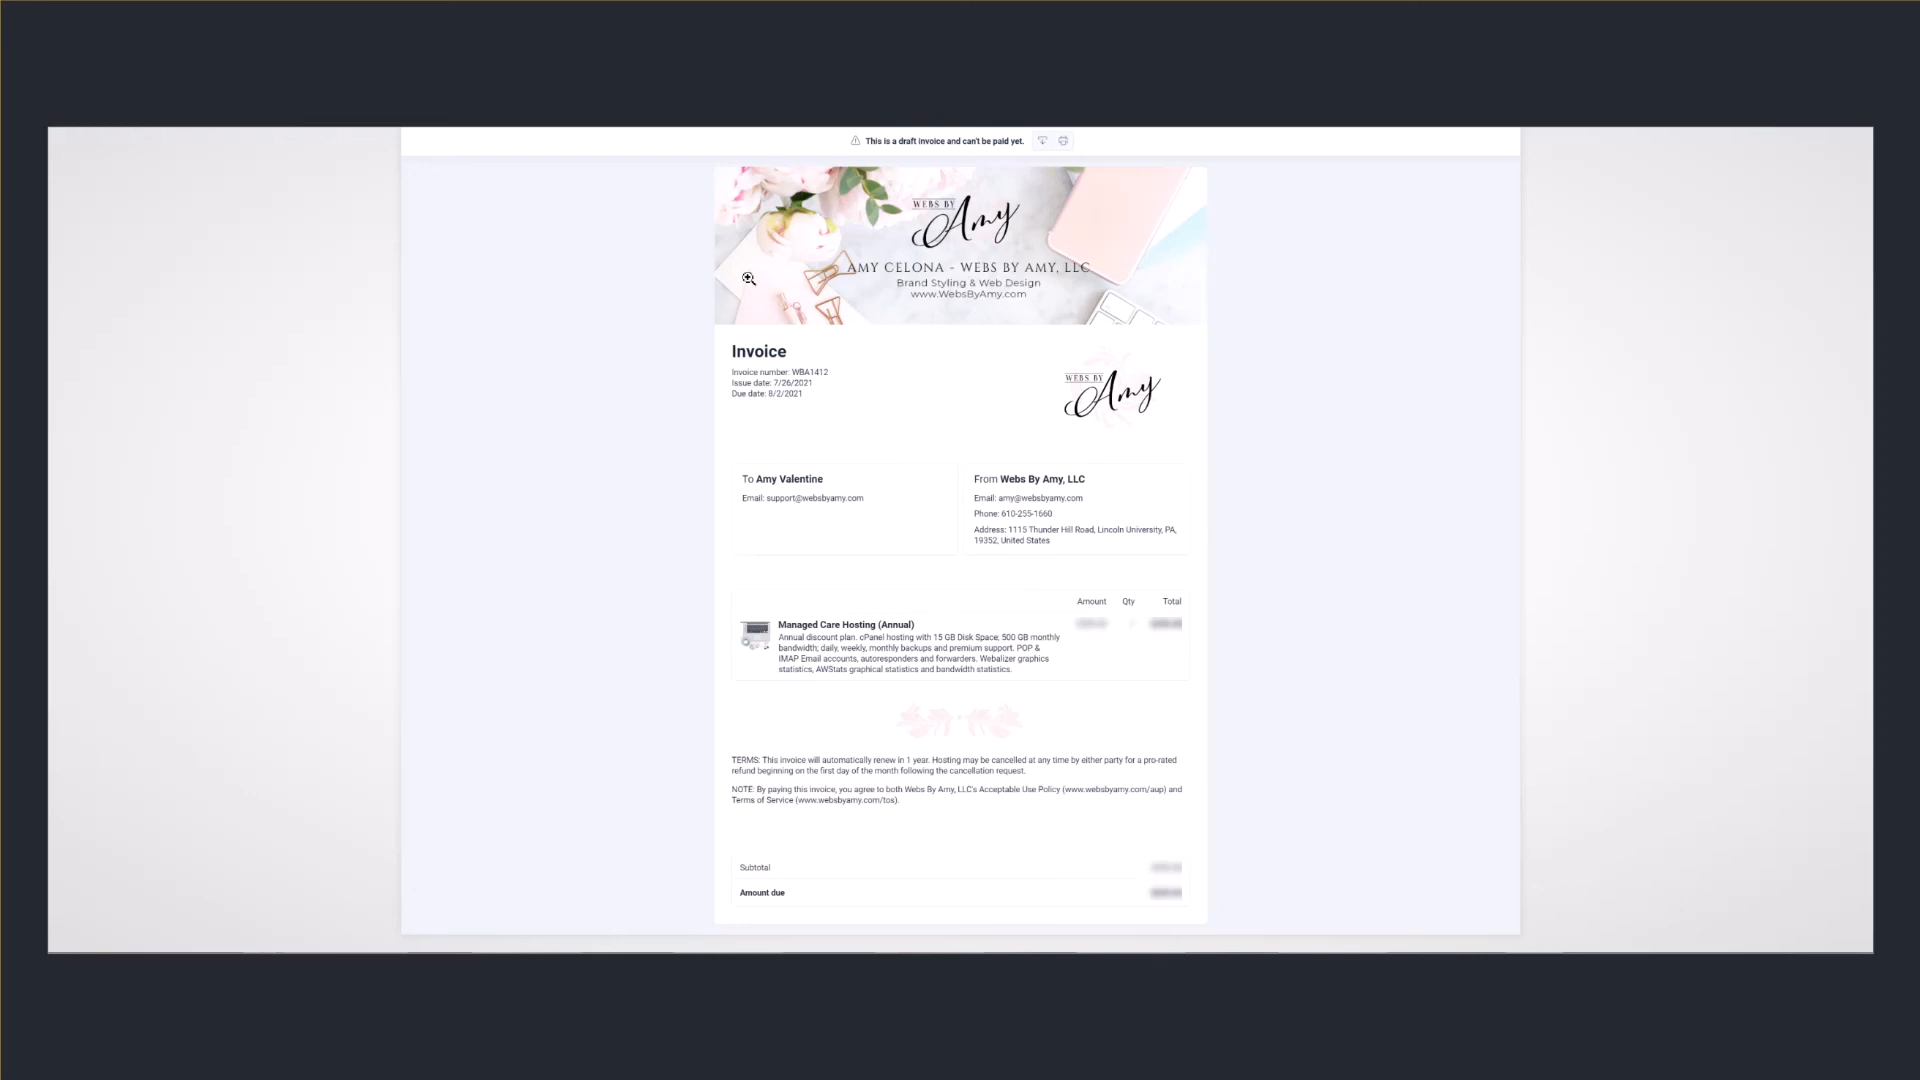 This is a draft invoice and can't be paid yet.
WEBS BY
Amy
AMY CELONA - WEBS BY AMY, LLC
Brand Styling & Web Design
www.WebsByAmy.com
Invoice
Invoice number: WBA1412
Issue date: 7/26/2021
Due date: 8/2/2021
WEBS BY
Amy
To Amy Valentine
Email: support@websbyamy.com
From Webs By Amy, LLC
Email: amy@websbyamy.com
Phone: 610-255-1660
Address: 1115 Thunder Hill Road, Lincoln University, PA,
19352, United States
Amount Qty Total
Managed Care Hosting (Annual)
Annual discount plan. cPanel hosting with 15 GB Disk Space; 500 GB monthly
bandwidth; daily, weekly, monthly backups and premium support. POP &
IMAP Email accounts, autoresponders and forwarders. Webalizer graphics
statistics, AWStats graphical statistics and bandwidth statistics.
TERMS: This invoice will automatically renew in 1 year. Hosting may be cancelled at any time by either party for a pro-rated
refund beginning on the first day of the month following the cancellation request.
NOTE: By paying this invoice, you agree to both Webs By Amy, LLC's Acceptable Use Policy (www.websbyamy.com/aup) and
Terms of Service (www.websbyamy.com/tos).
Subtotal
Amount due